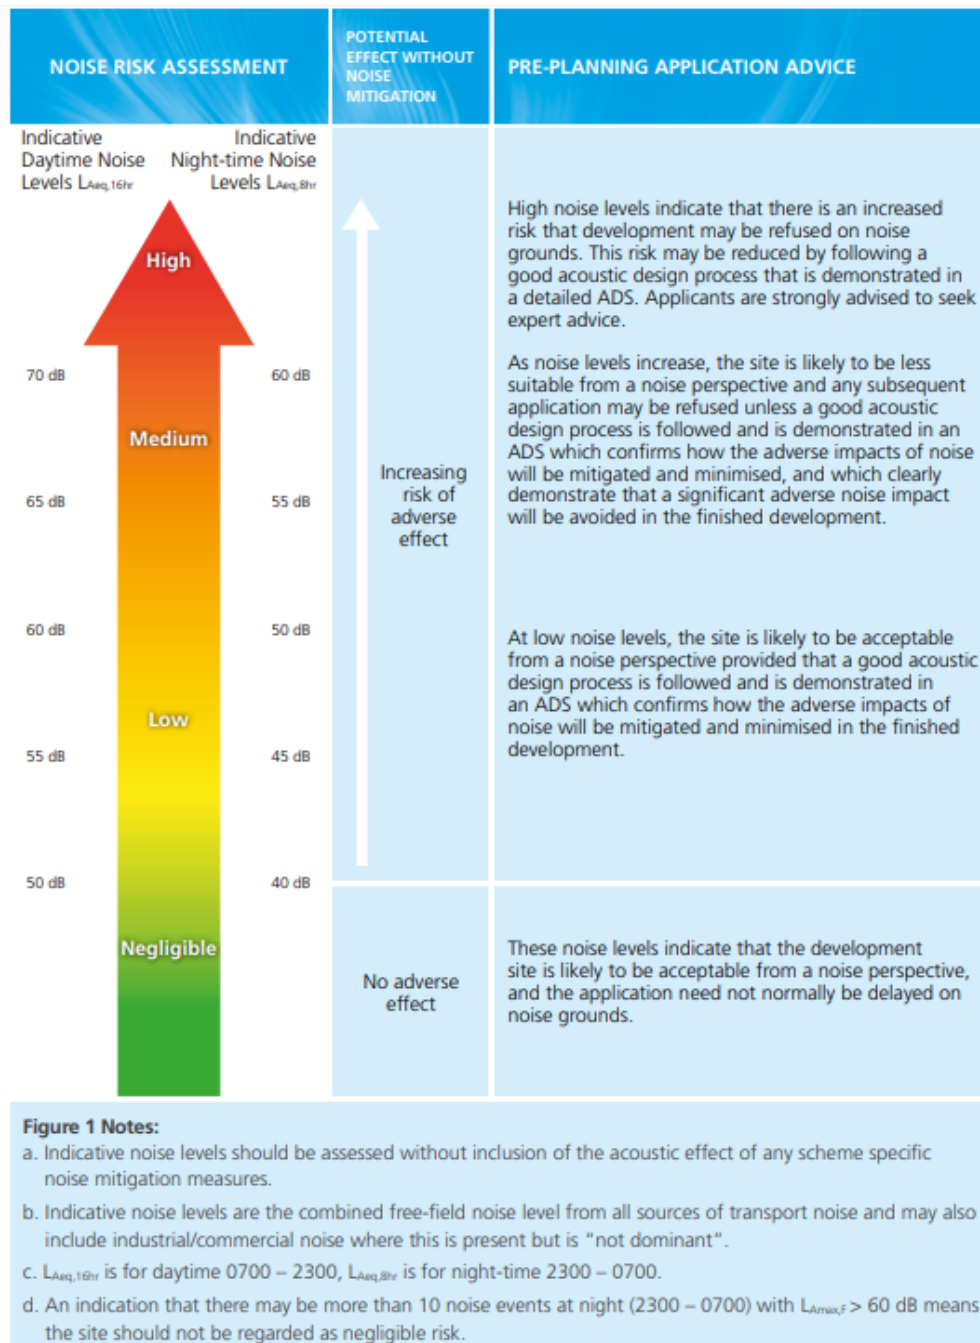 NOISE RISK ASSESSMENT
POTENTIAL
EFFECT WITHOUT
NOISE
MITIGATION
PRE-PLANNING APPLICATION ADVICE
Indicative
Daytime Noise
Levels LAeq,16hr
Indicative
Night-time Noise
Levels LAeq,8hr
High
70 dB
60 dB
Medium
65 dB
55 dB
60 dB
50 dB
Low
55 dB
45 dB
50 dB
40 dB
Negligible
Increasing
risk of
adverse
effect
No adverse
effect
High noise levels indicate that there is an increased
risk that development may be refused on noise
grounds. This risk may be reduced by following a
good acoustic design process that is demonstrated in
a detailed ADS. Applicants are strongly advised to seek
expert advice.
As noise levels increase, the site is likely to be less
suitable from a noise perspective and any subsequent
application may be refused unless a good acoustic
design process is followed and is demonstrated in an
ADS which confirms how the adverse impacts of noise
will be mitigated and minimised, and which clearly
demonstrate that a significant adverse noise impact
will be avoided in the finished development.
At low noise levels, the site is likely to be acceptable
from a noise perspective provided that a good acoustic
design process is followed and is demonstrated in
an ADS which confirms how the adverse impacts of
noise will be mitigated and minimised in the finished
development.
These noise levels indicate that the development
site is likely to be acceptable from a noise perspective,
and the application need not normally be delayed on
noise grounds.
Figure 1 Notes:
a. Indicative noise levels should be assessed without inclusion of the acoustic effect of any scheme specific
noise mitigation measures.
b. Indicative noise levels are the combined free-field noise level from all sources of transport noise and may also
include industrial/commercial noise where this is present but is “not dominant”.
c. LAeq,16hr is for daytime 0700 – 2300, LAeq,8hr is for night-time 2300 – 0700.
d. An indication that there may be more than 10 noise events at night (2300 – 0700) with LAmax,F > 60 dB means
the site should not be regarded as negligible risk.